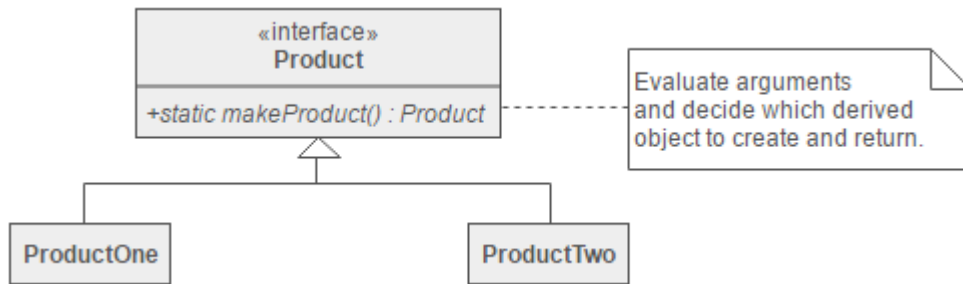 «interface»
Product
+static makeProduct() : Product
Evaluate arguments
and decide which derived
object to create and return.
ProductOne
ProductTwo